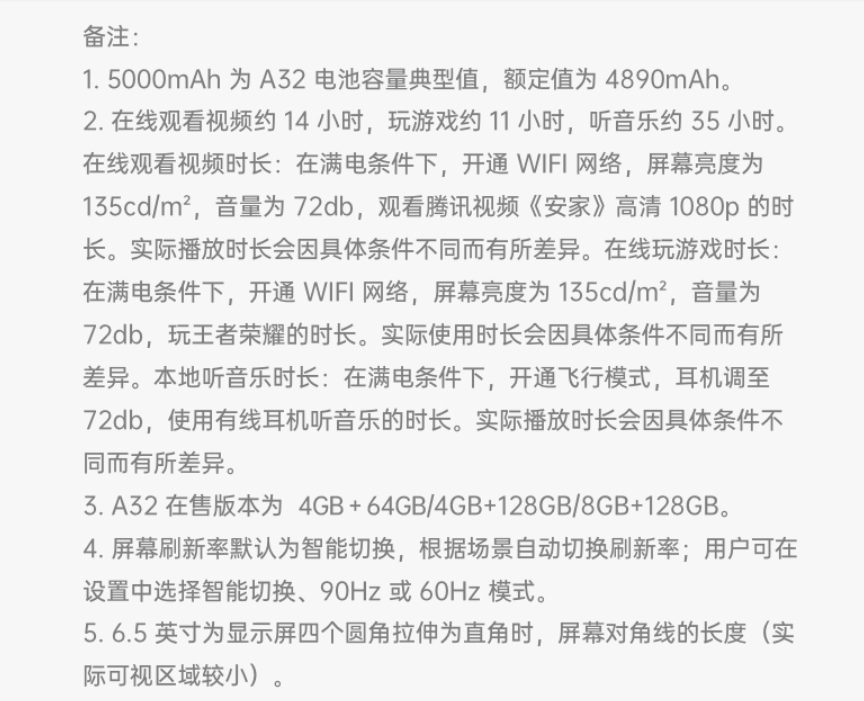 备注：
1. 5000mAh 为 A32 电池容量典型值，额定值为 4890mAh。
2. 在线观看视频约 14 小时，玩游戏约 11 小时，听音乐约 35 小时。
在线观看视频时长：在满电条件下，开通 WIFI 网络，屏幕亮度为
135cd/m²，音量为 72db，观看腾讯视频《安家》高清 1080p 的时
长。实际播放时长会因具体条件不同而有所差异。在线玩游戏时长：
在满电条件下，开通 WIFI 网络，屏幕亮度为 135cd/m²，音量为
72db，玩王者荣耀的时长。实际使用时长会因具体条件不同而有所
差异。本地听音乐时长：在满电条件下，开通飞行模式，耳机调至
72db，使用有线耳机听音乐的时长。实际播放时长会因具体条件不
同而有所差异。
3. A32 在售版本为  4GB + 64GB/4GB+128GB/8GB+128GB。
4. 屏幕刷新率默认为智能切换，根据场景自动切换刷新率；用户可在
设置中选择智能切换、90Hz 或 60Hz 模式。
5. 6.5 英寸为显示屏四个圆角拉伸为直角时，屏幕对角线的长度（实
际可视区域较小）。